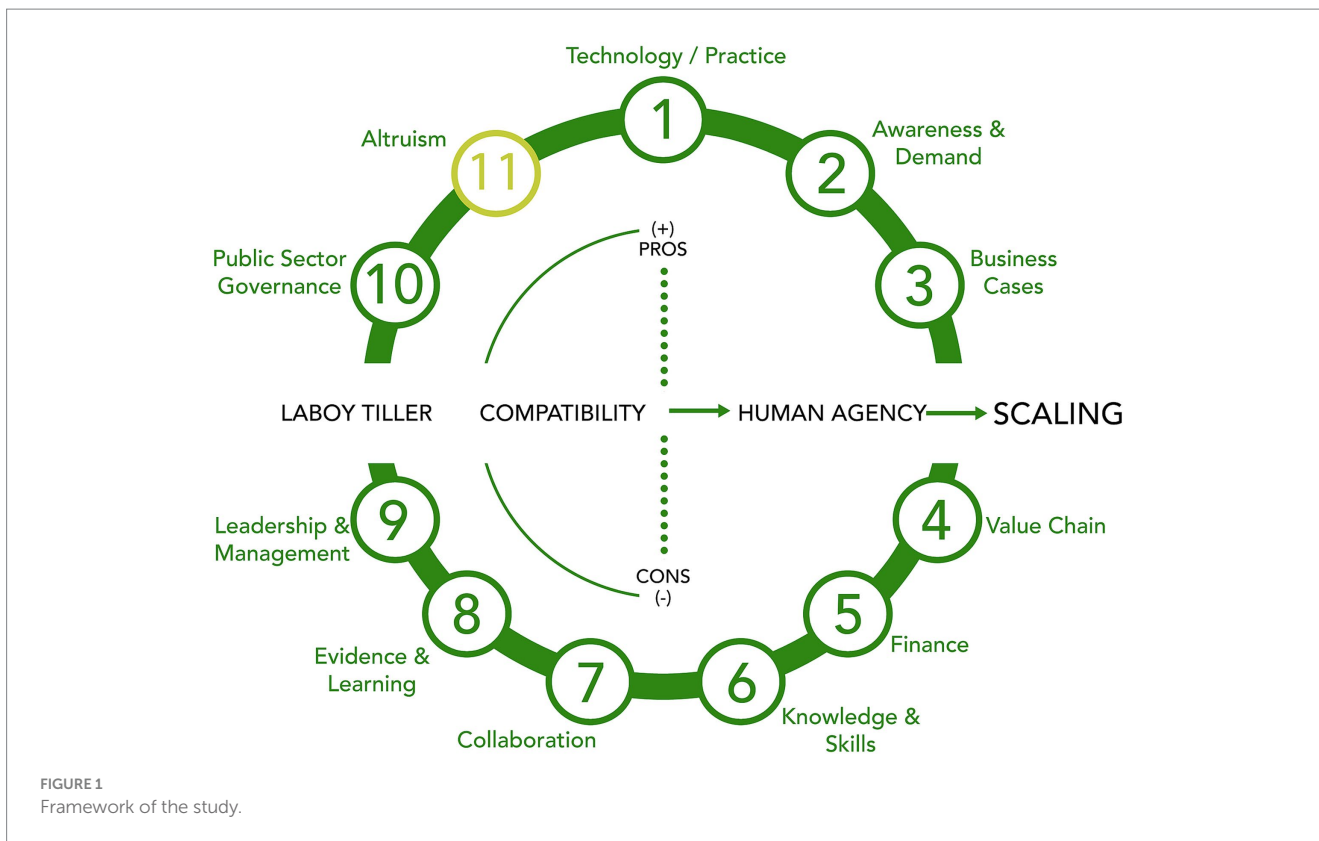 Technology / Practice
1
Awareness &
Demand
2
Business
Cases
3
Altruism
11
Public Sector
Governance
10
(+)
PROS
LABOY TILLER
COMPATIBILITY
HUMAN AGENCY
SCALING
CONS
(-)
4
Value Chain
5
Finance
6
Knowledge &
Skills
7
Collaboration
8
Evidence &
Learning
9
Leadership &
Management
FIGURE 1
Framework of the study.